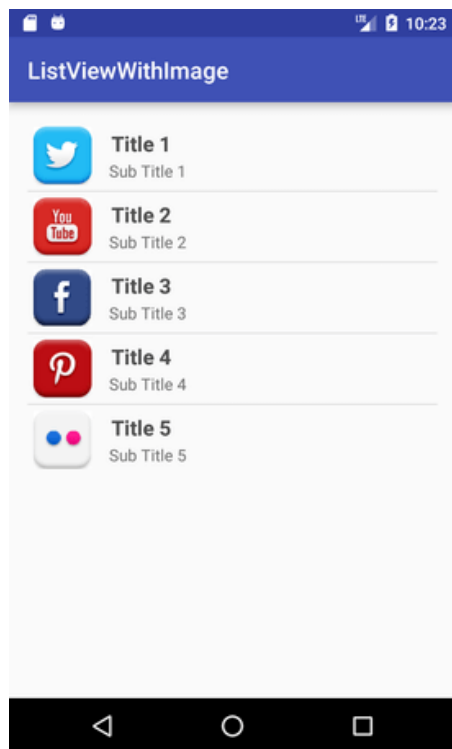 LTE 10:23
ListViewWithImage
Title 1
Sub Title 1
You
Tube
Title 2
Sub Title 2
f
Title 3
Sub Title 3
Title 4
Sub Title 4
Title 5
Sub Title 5